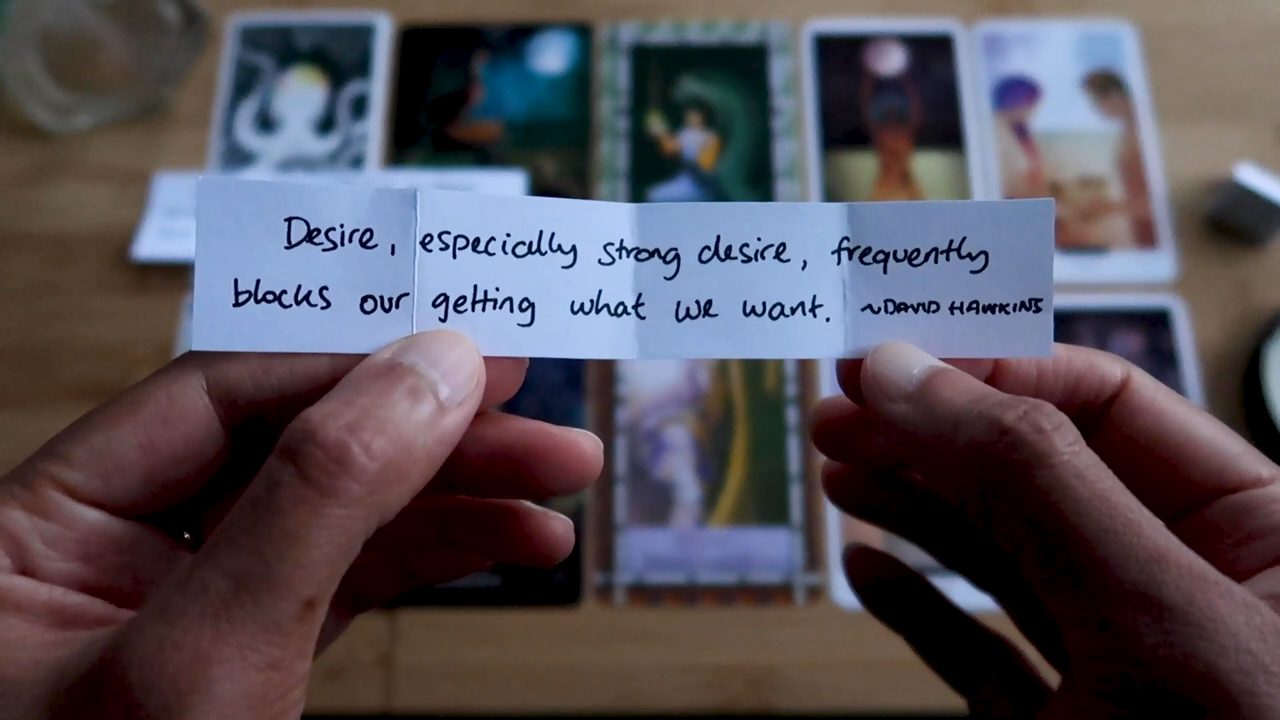 Desire, especially strong desire, frequently
blocks our getting what we want. ~DAVID HAWKINS